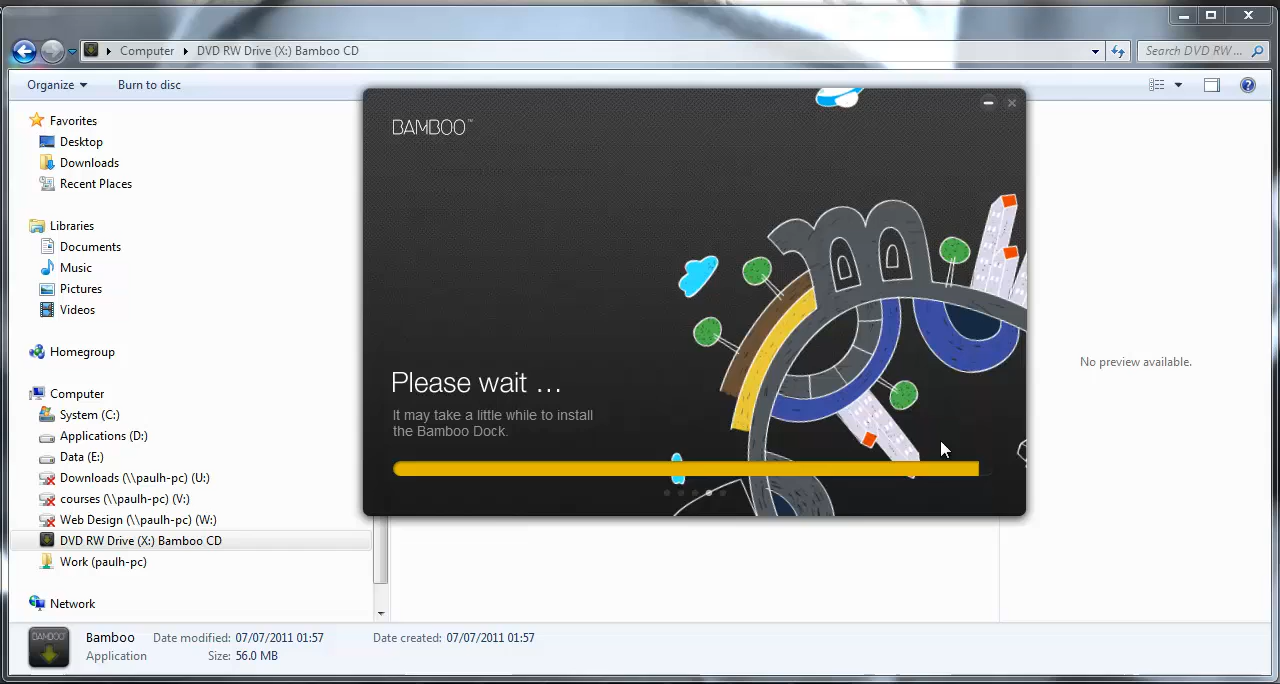 Computer DVD RW Drive (X:) Bamboo CD
Search DVD RW ...
Organize Burn to disc
Favorites
Desktop
Downloads
Recent Places
Libraries
Documents
Music
Pictures
Videos
Homegroup
Computer
System (C:)
Applications (D:)
Data (E:)
Downloads (\\paulh-pc) (U:)
courses (\\paulh-pc) (V:)
Web Design (\\paulh-pc) (W:)
DVD RW Drive (X:) Bamboo CD
Work (paulh-pc)
Network
BAMBOO™
Please wait ...
It may take a little while to install
the Bamboo Dock.
No preview available.
BAMBOO
Bamboo Date modified: 07/07/2011 01:57 Date created: 07/07/2011 01:57
Application Size: 56.0 MB